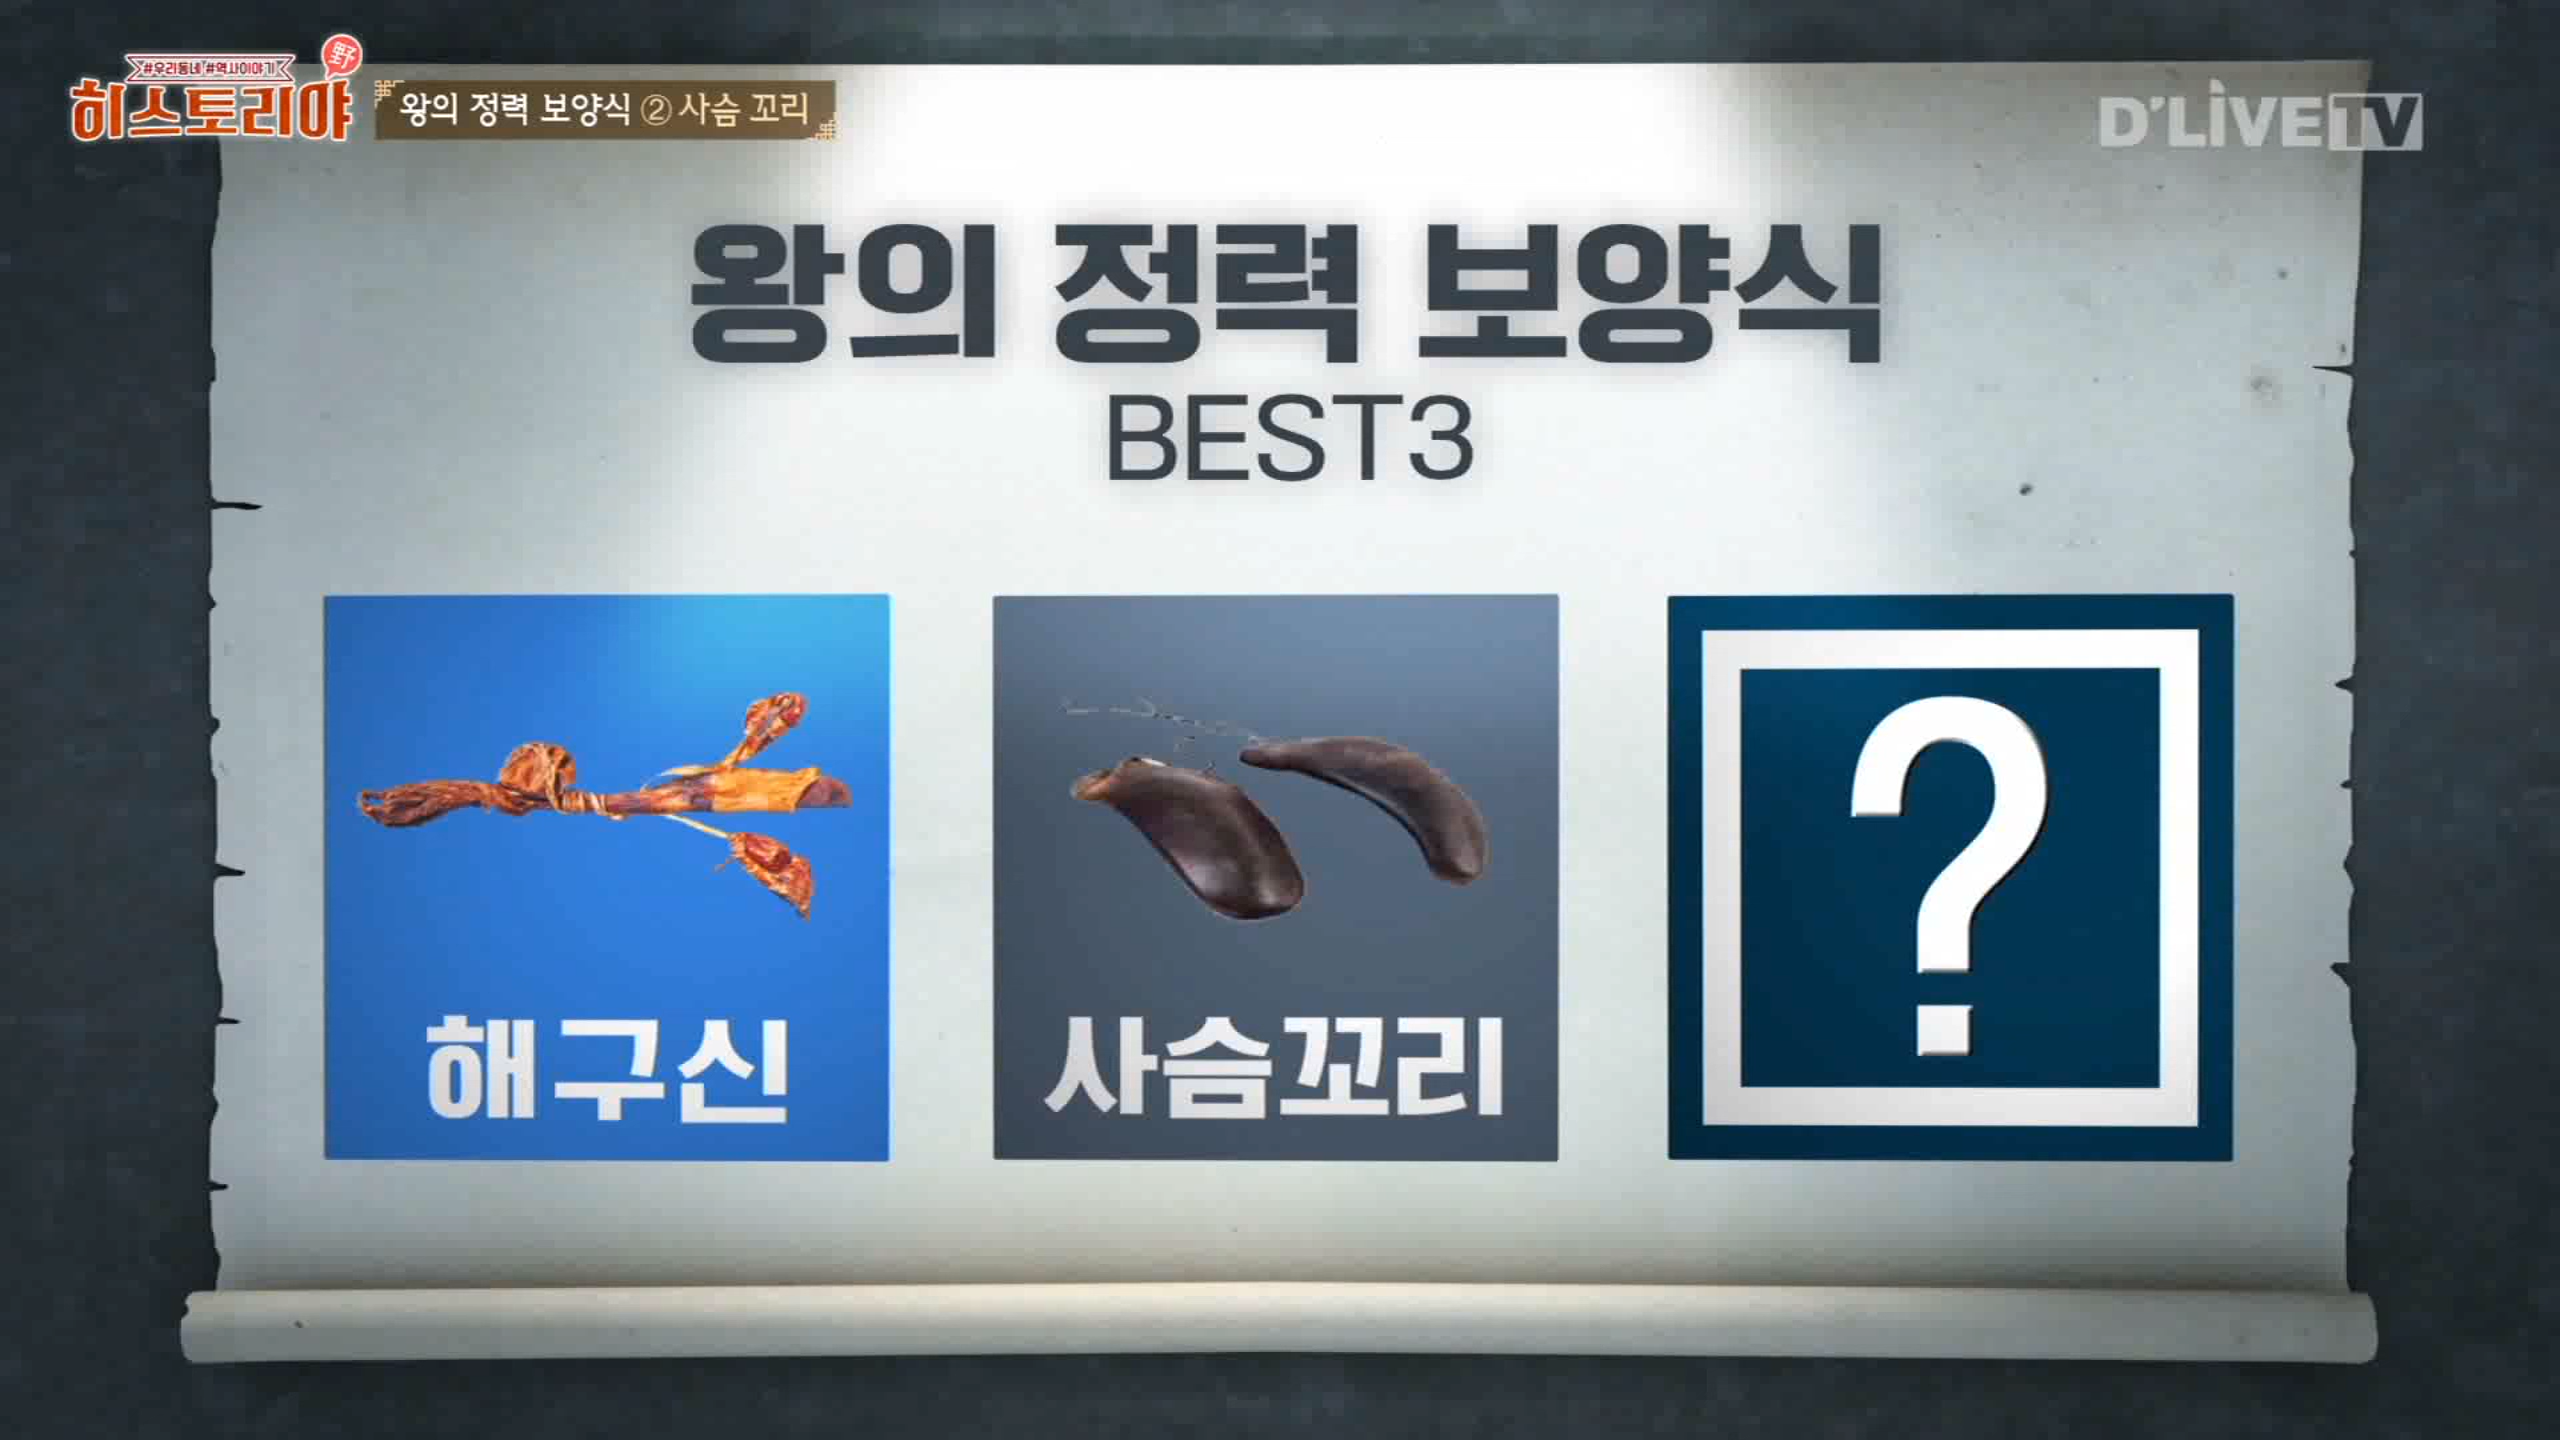 #우리동네 #역사이야기
野
히스토리야
왕의 정력 보양식 ② 사슴 꼬리
D'LIVE TV
왕의 정력 보양식
BEST3
해구신
사슴꼬리
?